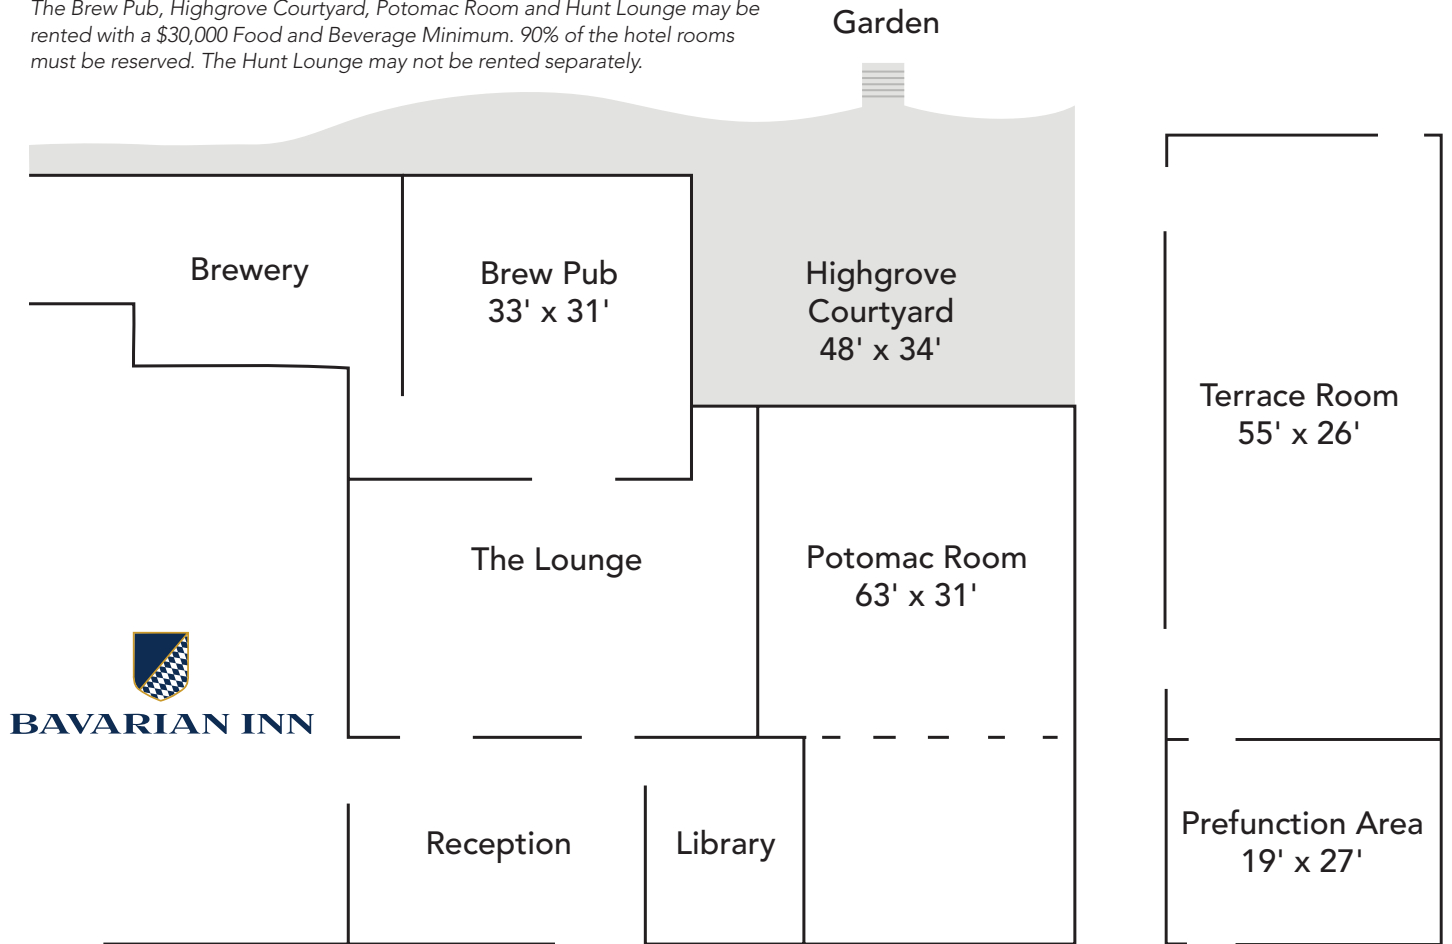 The Brew Pub, Highgrove Courtyard, Potomac Room and Hunt Lounge may be
rented with a $30,000 Food and Beverage Minimum. 90% of the hotel rooms
must be reserved. The Hunt Lounge may not be rented separately.
Garden
Brewery
Brew Pub
33' x 31'
Highgrove
Courtyard
48' x 34'
Terrace Room
55' x 26'
The Lounge
Potomac Room
63' x 31'
BAVARIAN INN
Reception
Library
Prefunction Area
19' x 27'